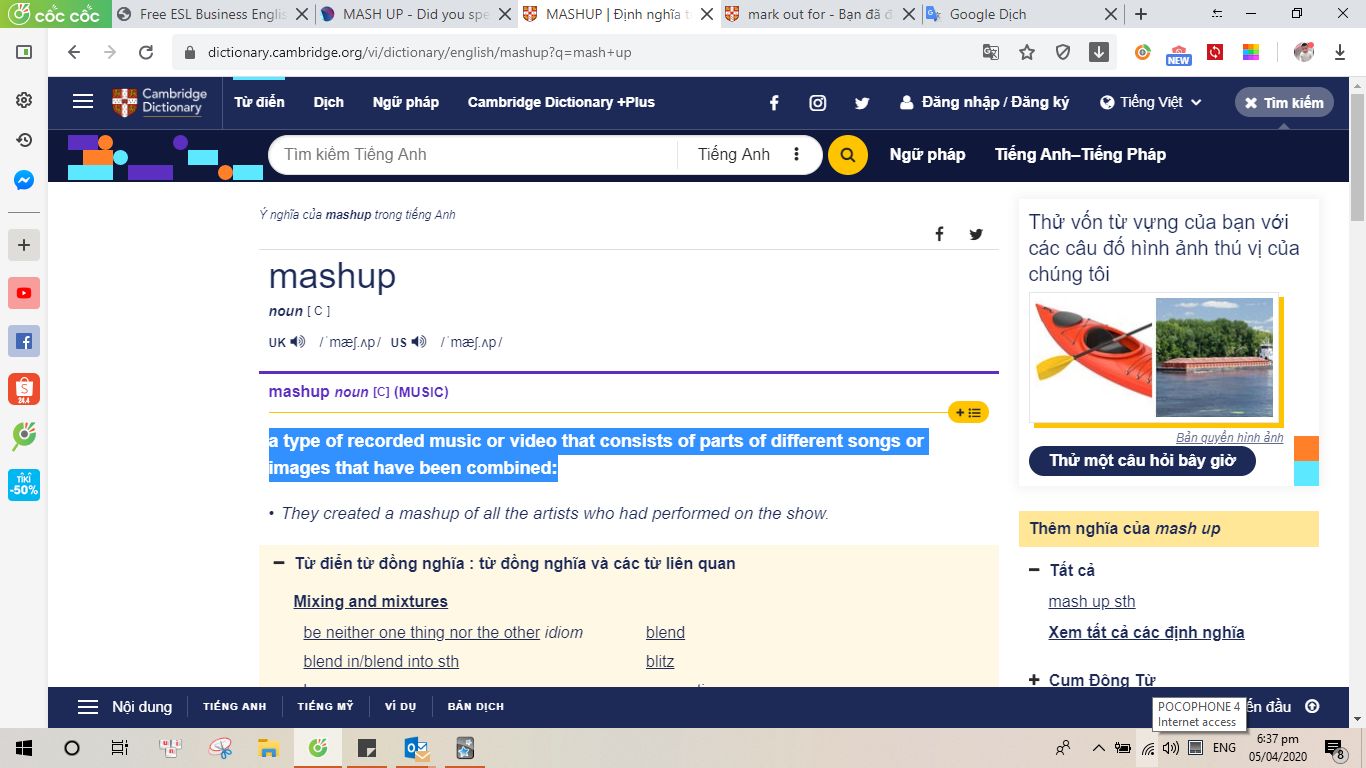 cốc cốc
Free ESL Business Englis
MASH UP - Did you spe
MASHUP | Định nghĩa t
mark out for - Bạn đã đ
Google Dịch
dictionary.cambridge.org/vi/dictionary/english/mashup?q=mash+up
NEW
Cambridge
Dictionary
Từ điển
Dịch
Ngữ pháp
Cambridge Dictionary +Plus
Đăng nhập / Đăng ký
Tiếng Việt
Tìm kiếm
Tìm kiếm Tiếng Anh
Tiếng Anh
Ngữ pháp
Tiếng Anh–Tiếng Pháp
Ý nghĩa của mashup trong tiếng Anh
mashup
noun [ C ]
UK /ˈmæʃ.ʌp/ US /ˈmæʃ.ʌp/
mashup noun [C] (MUSIC)
a type of recorded music or video that consists of parts of different songs or
images that have been combined:
• They created a mashup of all the artists who had performed on the show.
Từ điển từ đồng nghĩa : từ đồng nghĩa và các từ liên quan
Mixing and mixtures
be neither one thing nor the other idiom
blend
blend in/blend into sth
blitz
Thử vốn từ vựng của bạn với
các câu đố hình ảnh thú vị của
chúng tôi
Bản quyền hình ảnh
Thử một câu hỏi bây giờ
Thêm nghĩa của mash up
Tất cả
mash up sth
Xem tất cả các định nghĩa
Cụm Động Từ
24.4
TIKI
-50%
Nội dung
TIẾNG ANH
TIẾNG MỸ
VÍ DỤ
BẢN DỊCH
ến đầu
POCOPHONE 4
Internet access
ENG
6:37 pm
05/04/2020
8